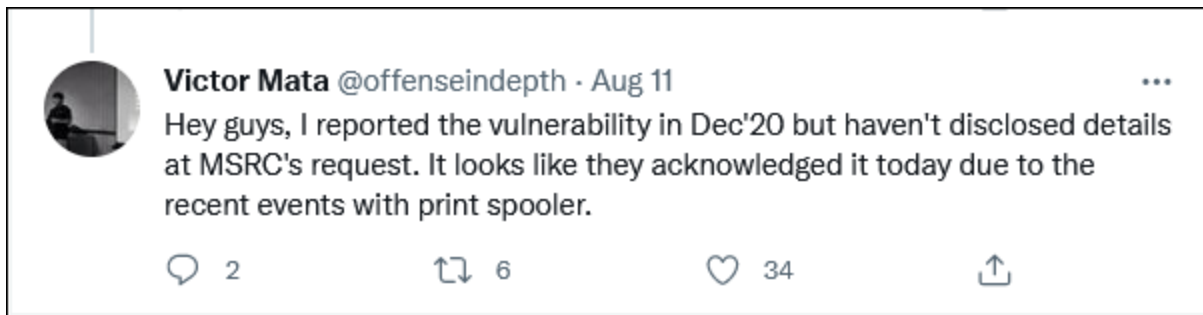 Victor Mata @offenseindepth · Aug 11
Hey guys, I reported the vulnerability in Dec'20 but haven't disclosed details
at MSRC's request. It looks like they acknowledged it today due to the
recent events with print spooler.
2 6 34